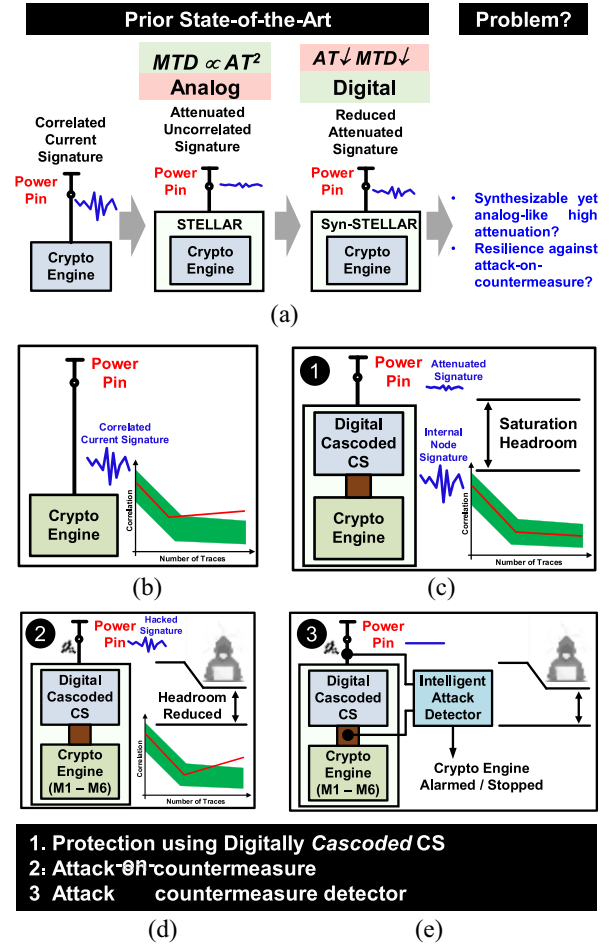 Prior State-of-the-Art
Problem?
MTD ∝ AT²
Analog
AT↓ MTD↓
Digital
Correlated
Current
Signature
Attenuated
Uncorrelated
Signature
Reduced
Attenuated
Signature
Power
Pin
Power
Pin
Power
Pin
STELLAR
Syn-STELLAR
Crypto
Engine
Crypto
Engine
Crypto
Engine
• Synthesizable yet
analog-like high
attenuation?
• Resilience against
attack-on-
countermeasure?
(a)
Power
Pin
Correlated
Current Signature
Crypto
Engine
Correlation
Number of Traces
(b)
1
Power
Pin
Attenuated
Signature
Digital
Cascoded
CS
Internal
Node
Signature
Saturation
Headroom
Crypto
Engine
Correlation
Number of Traces
(c)
2
Power
Pin
Hacked
Signature
Digital
Cascoded
CS
Headroom
Reduced
Crypto
Engine
(M1 – M6)
Correlation
Number of Traces
3
Power
Pin
Digital
Cascoded
CS
Intelligent
Attack
Detector
Crypto
Engine
(M1 – M6)
Crypto Engine
Alarmed / Stopped
1. Protection using Digitally Cascoded CS
2: Attack-on-countermeasure
3 Attack countermeasure detector
(d)
(e)